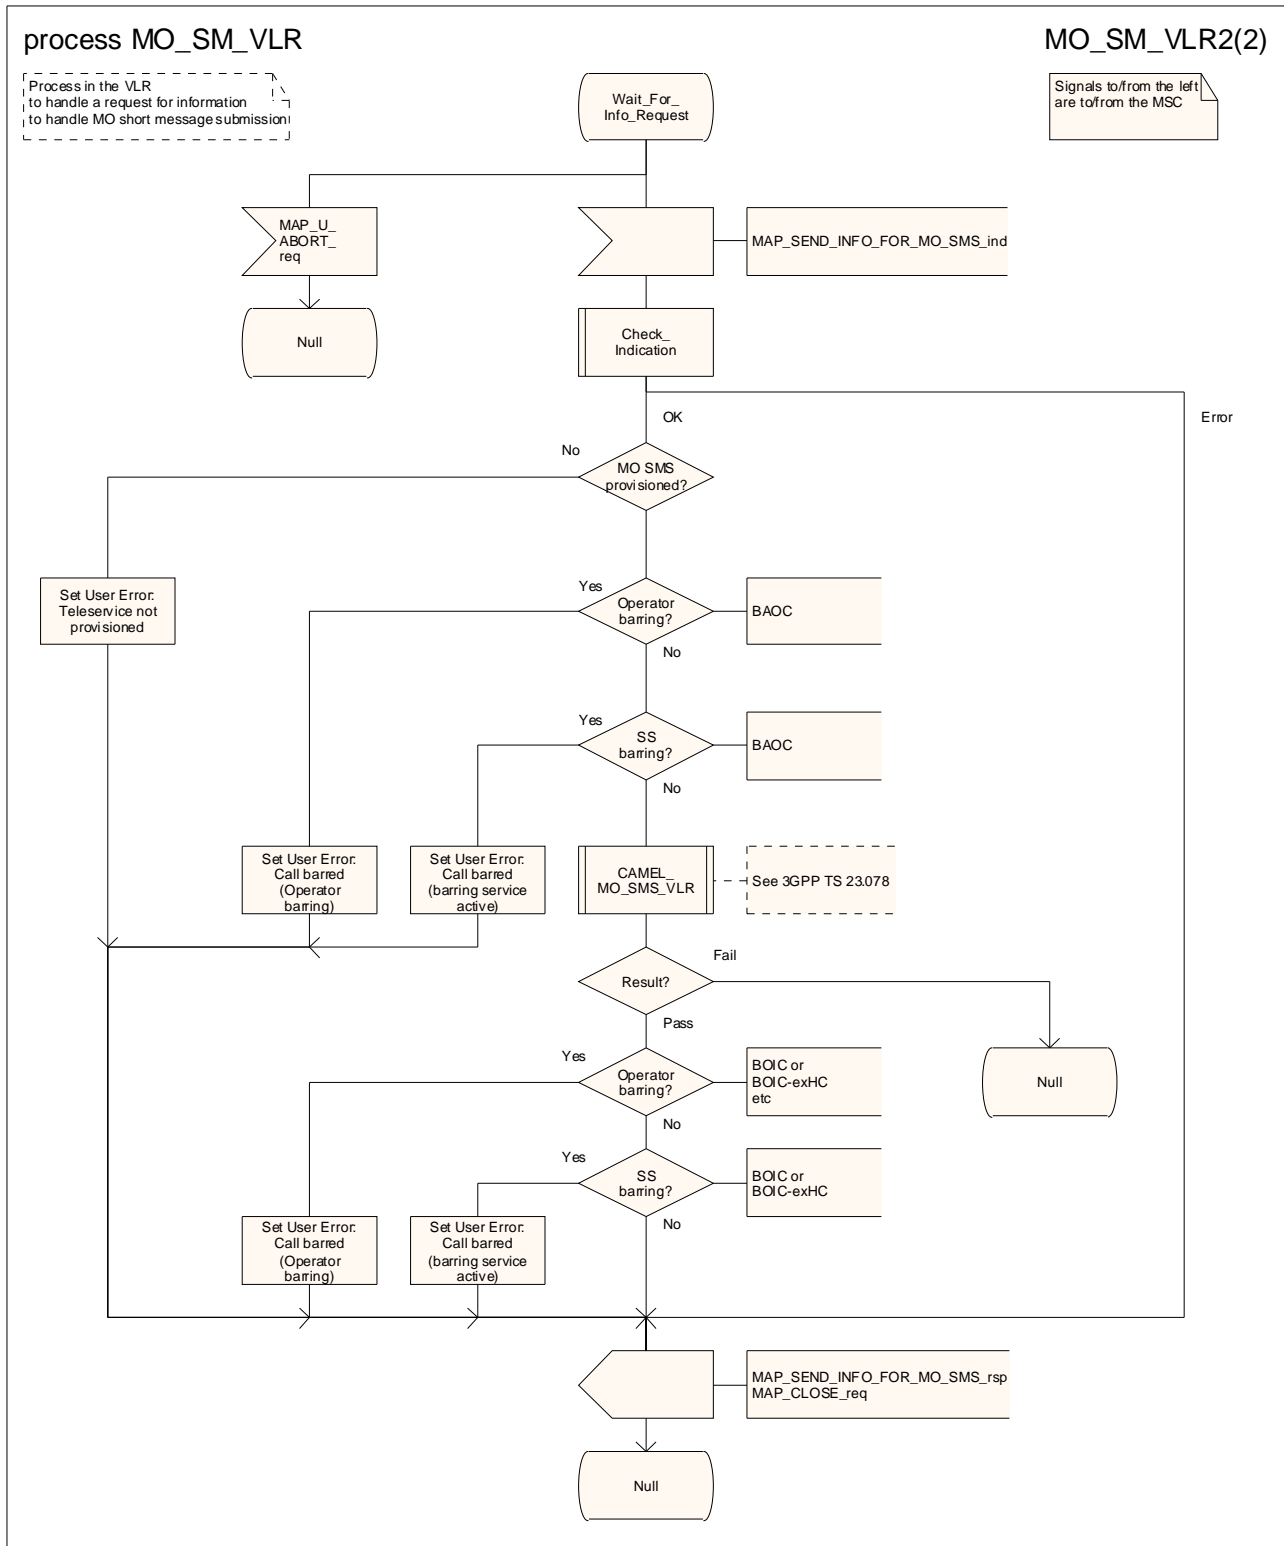 process MO_SM_VLR
MO_SM_VLR2(2)
Process in the VLR
to handle a request for information
to handle MO short message submission
Wait_For_
Info_Request
Signals to/from the left
are to/from the MSC
MAP_U_
ABORT_
req
MAP_SEND_INFO_FOR_MO_SMS_ind
Null
Check_
Indication
OK
Error
No
MO SMS
provisioned?
Set User Error:
Teleservice not
provisioned
Yes
Operator
barring?
BAOC
No
Yes
SS
barring?
BAOC
No
Set User Error:
Call barred
(Operator
barring)
Set User Error:
Call barred
(barring service
active)
CAMEL_
MO_SMS_VLR
See 3GPP TS 23.078
Result?
Fail
Pass
Yes
Operator
barring?
BOIC or
BOIC-exHC
etc
Null
No
Yes
SS
barring?
BOIC or
BOIC-exHC
No
Set User Error:
Call barred
(Operator
barring)
Set User Error:
Call barred
(barring service
active)
MAP_SEND_INFO_FOR_MO_SMS_rsp
MAP_CLOSE_req
Null